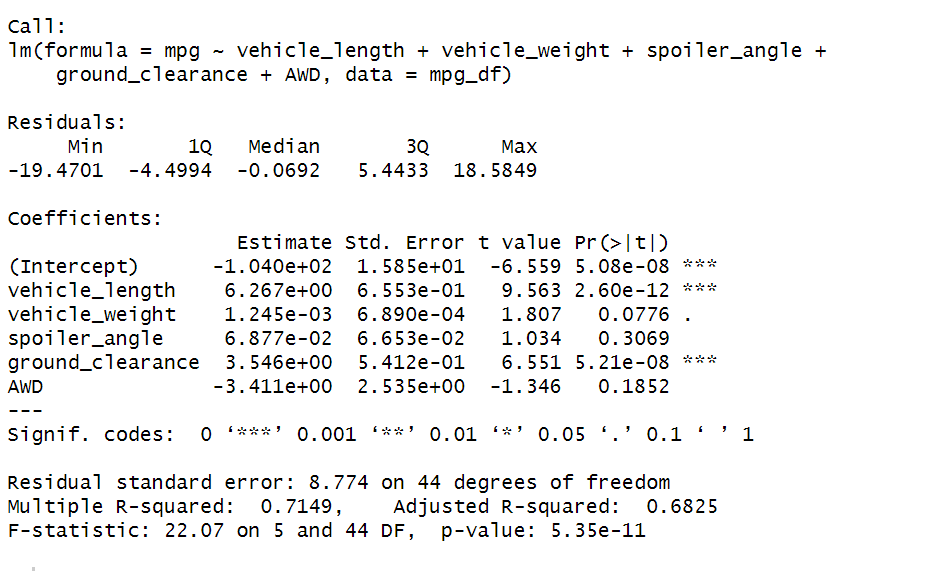 Call:
lm(formula = mpg ~ vehicle_length + vehicle_weight + spoiler_angle +
    ground_clearance + AWD, data = mpg_df)

Residuals:
     Min       1Q   Median       3Q      Max
-19.4701  -4.4994  -0.0692   5.4433  18.5849

Coefficients:
                   Estimate Std. Error t value Pr(>|t|)
(Intercept)      -1.040e+02  1.585e+01  -6.559 5.08e-08 ***
vehicle_length    6.267e+00  6.553e-01   9.563 2.60e-12 ***
vehicle_weight    1.245e-03  6.890e-04   1.807   0.0776 .
spoiler_angle     6.877e-02  6.653e-02   1.034   0.3069
ground_clearance  3.546e+00  5.412e-01   6.551 5.21e-08 ***
AWD              -3.411e+00  2.535e+00  -1.346   0.1852
---
Signif. codes:  0 ‘***’ 0.001 ‘**’ 0.01 ‘*’ 0.05 ‘.’ 0.1 ‘ ’ 1

Residual standard error: 8.774 on 44 degrees of freedom
Multiple R-squared:  0.7149,    Adjusted R-squared:  0.6825
F-statistic: 22.07 on 5 and 44 DF,  p-value: 5.35e-11